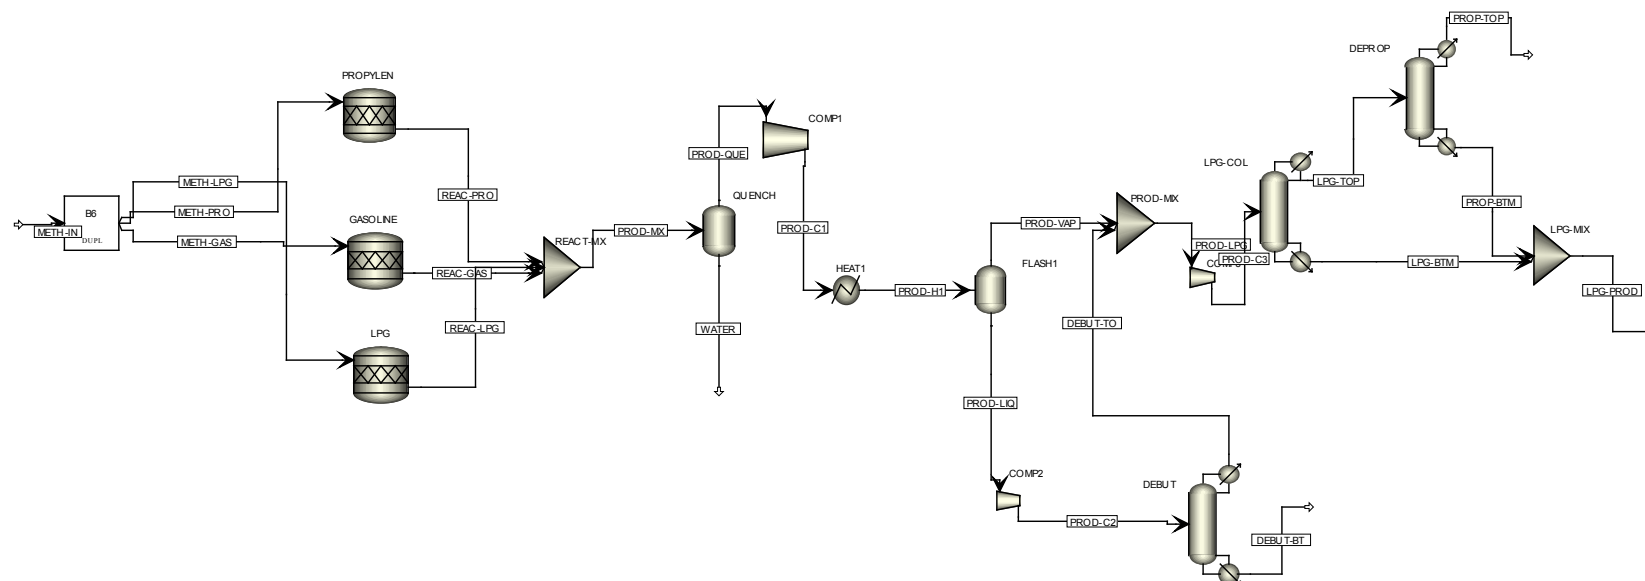 PROP-TOP
DEPROP
PROPYLEN
COMP1
PROD-QUE
LPG-COL
METH-LPG
LPG-TOP
REAC-PRO
QUENCH
PROD-MIX
PROP-BTM
B6
METH-PRO
GASOLINE
PROD-C1
PROD-VAP
METH-IN
DUPL
METH-GAS
REACT-MX
PROD-MX
PROD-LPG
LPG-MIX
PROD-C3
LPG-BTM
REAC-GAS
HEAT1
FLASH1
PROD-H1
LPG-PROD
REAC-LPG
WATER
DEBUT-TO
LPG
PROD-LIQ
COMP2
DEBUT
PROD-C2
DEBUT-BT